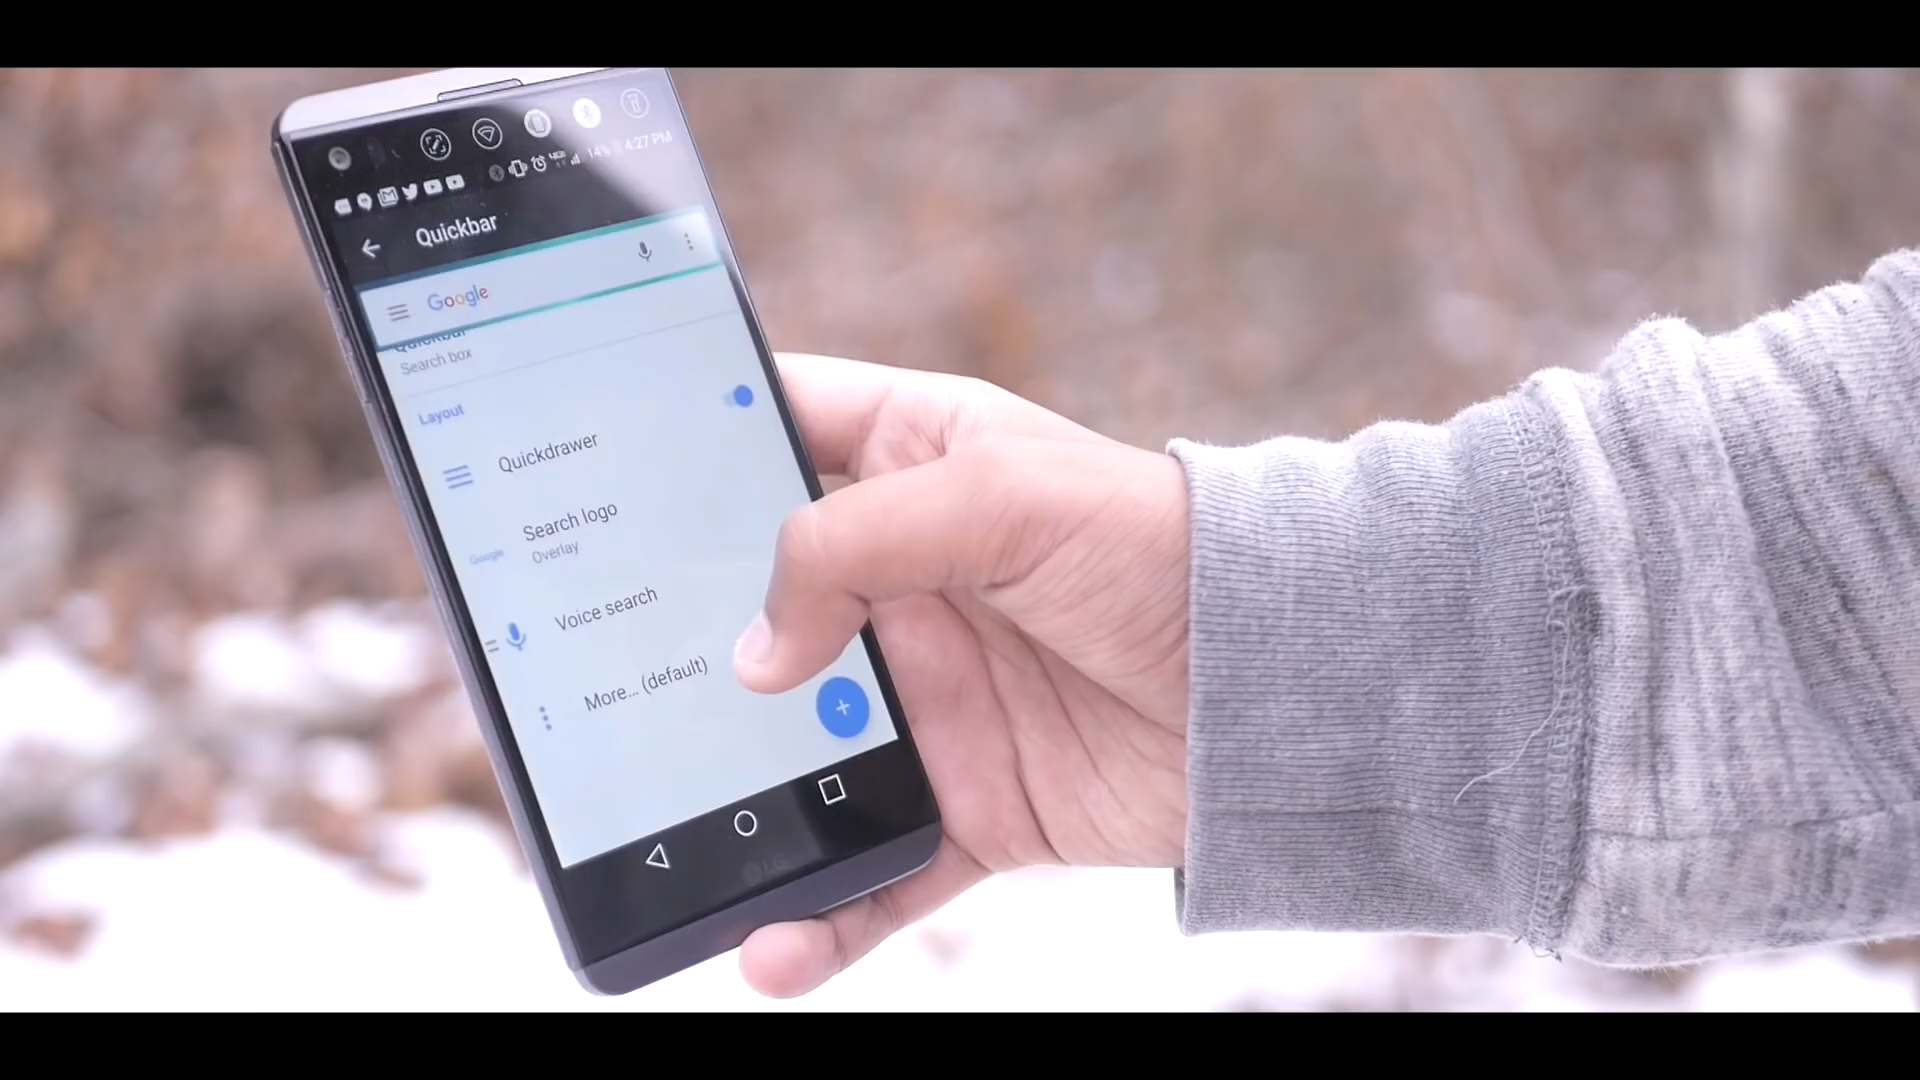 14% 4:27 PM
Quickbar
Google
Quickbar
Search box
Layout
Quickdrawer
Search logo
Google
Overlay
Voice search
More... (default)
LG